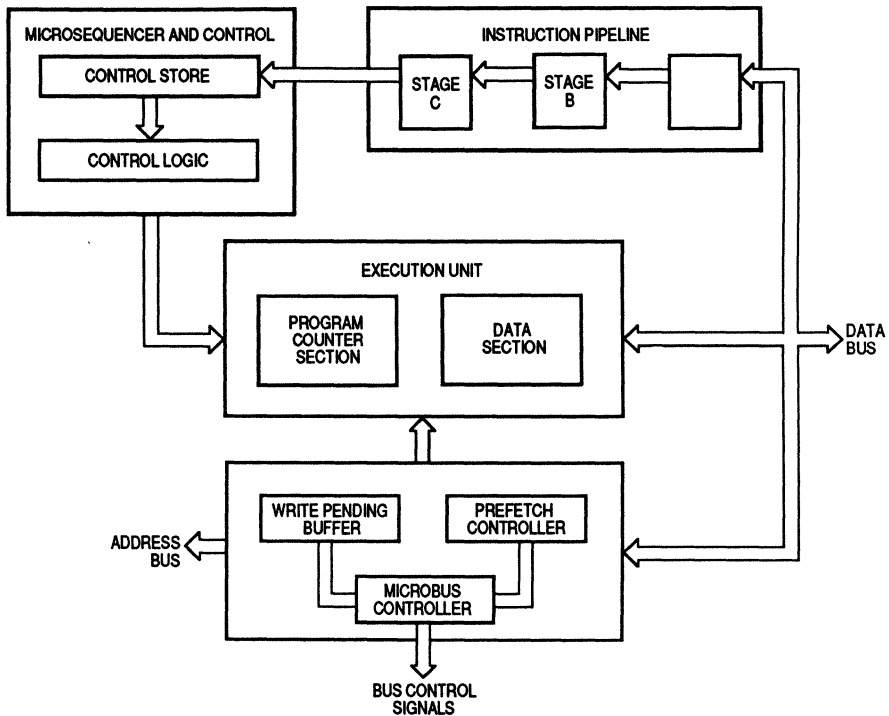 MICROSEQUENCER AND CONTROL
CONTROL STORE
CONTROL LOGIC
INSTRUCTION PIPELINE
STAGE
C
STAGE
B
EXECUTION UNIT
PROGRAM
COUNTER
SECTION
DATA
SECTION
DATA
BUS
WRITE PENDING
BUFFER
PREFETCH
CONTROLLER
MICROBUS
CONTROLLER
ADDRESS
BUS
BUS CONTROL
SIGNALS